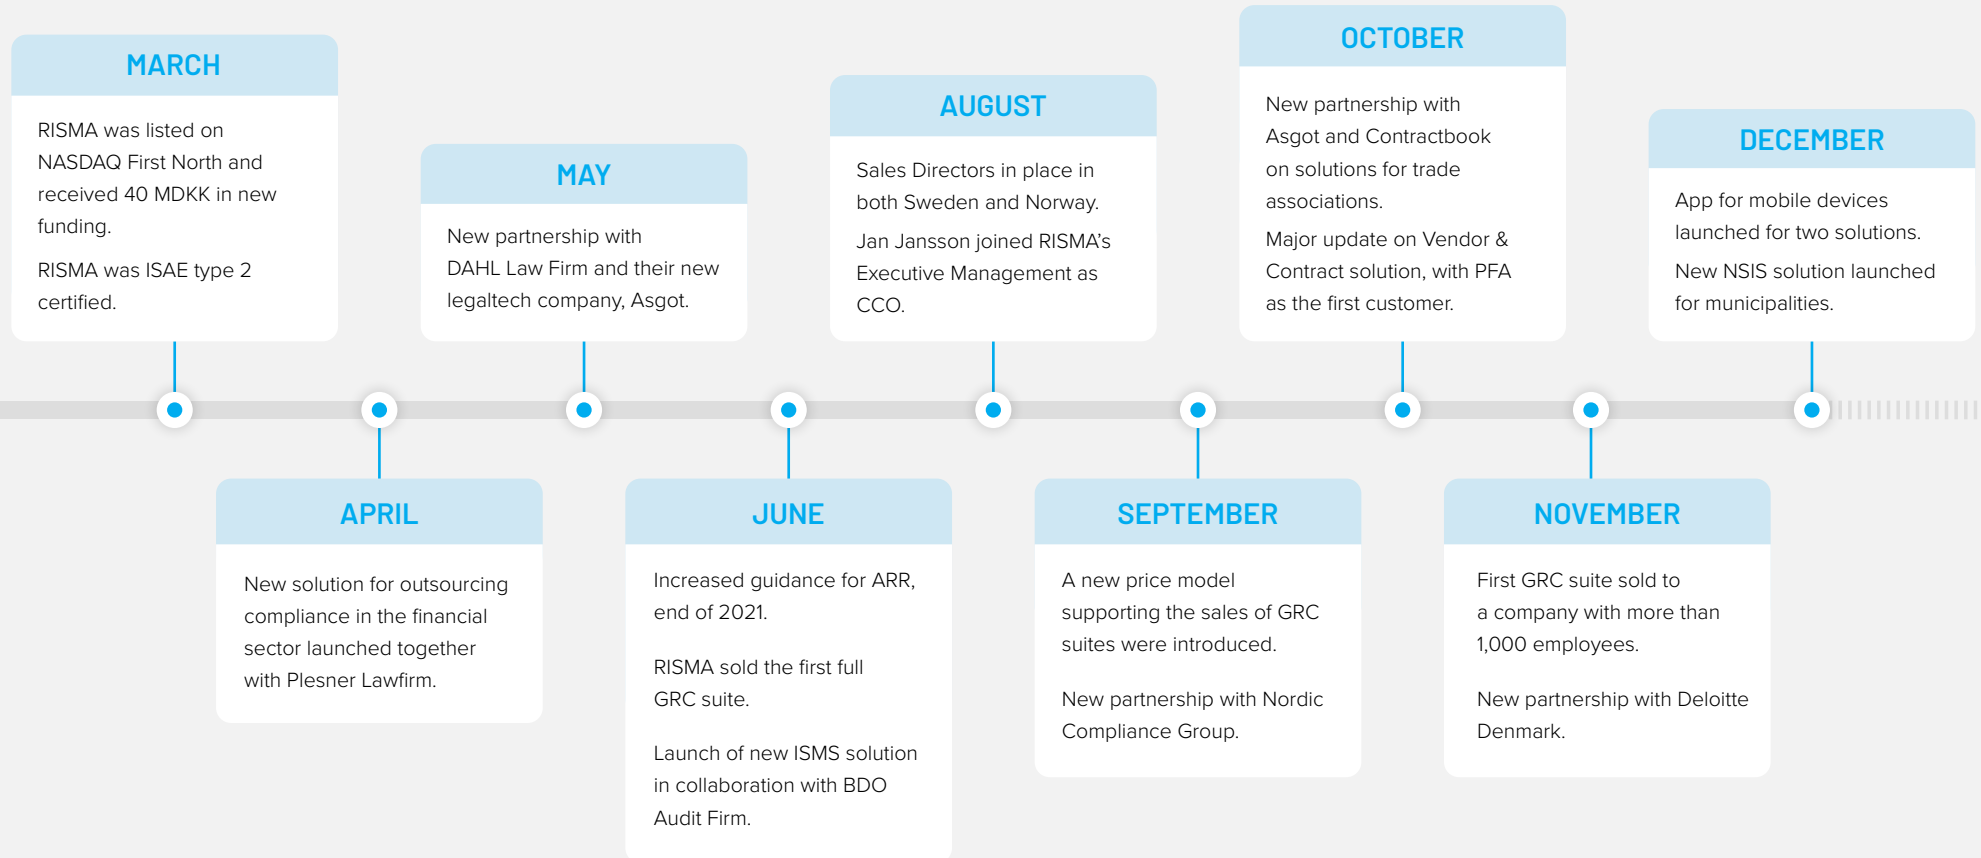 MARCH
RISMA was listed on
NASDAQ First North and
received 40 MDKK in new
funding.
RISMA was ISAE type 2
certified.
APRIL
New solution for outsourcing
compliance in the financial
sector launched together
with Plesner Lawfirm.
MAY
New partnership with
DAHL Law Firm and their new
legaltech company, Asgot.
JUNE
Increased guidance for ARR,
end of 2021.
RISMA sold the first full
GRC suite.
Launch of new ISMS solution
in collaboration with BDO
Audit Firm.
AUGUST
Sales Directors in place in
both Sweden and Norway.
Jan Jansson joined RISMA’s
Executive Management as
CCO.
SEPTEMBER
A new price model
supporting the sales of GRC
suites were introduced.
New partnership with Nordic
Compliance Group.
OCTOBER
New partnership with
Asgot and Contractbook
on solutions for trade
associations.
Major update on Vendor &
Contract solution, with PFA
as the first customer.
NOVEMBER
First GRC suite sold to
a company with more than
1,000 employees.
New partnership with Deloitte
Denmark.
DECEMBER
App for mobile devices
launched for two solutions.
New NSIS solution launched
for municipalities.